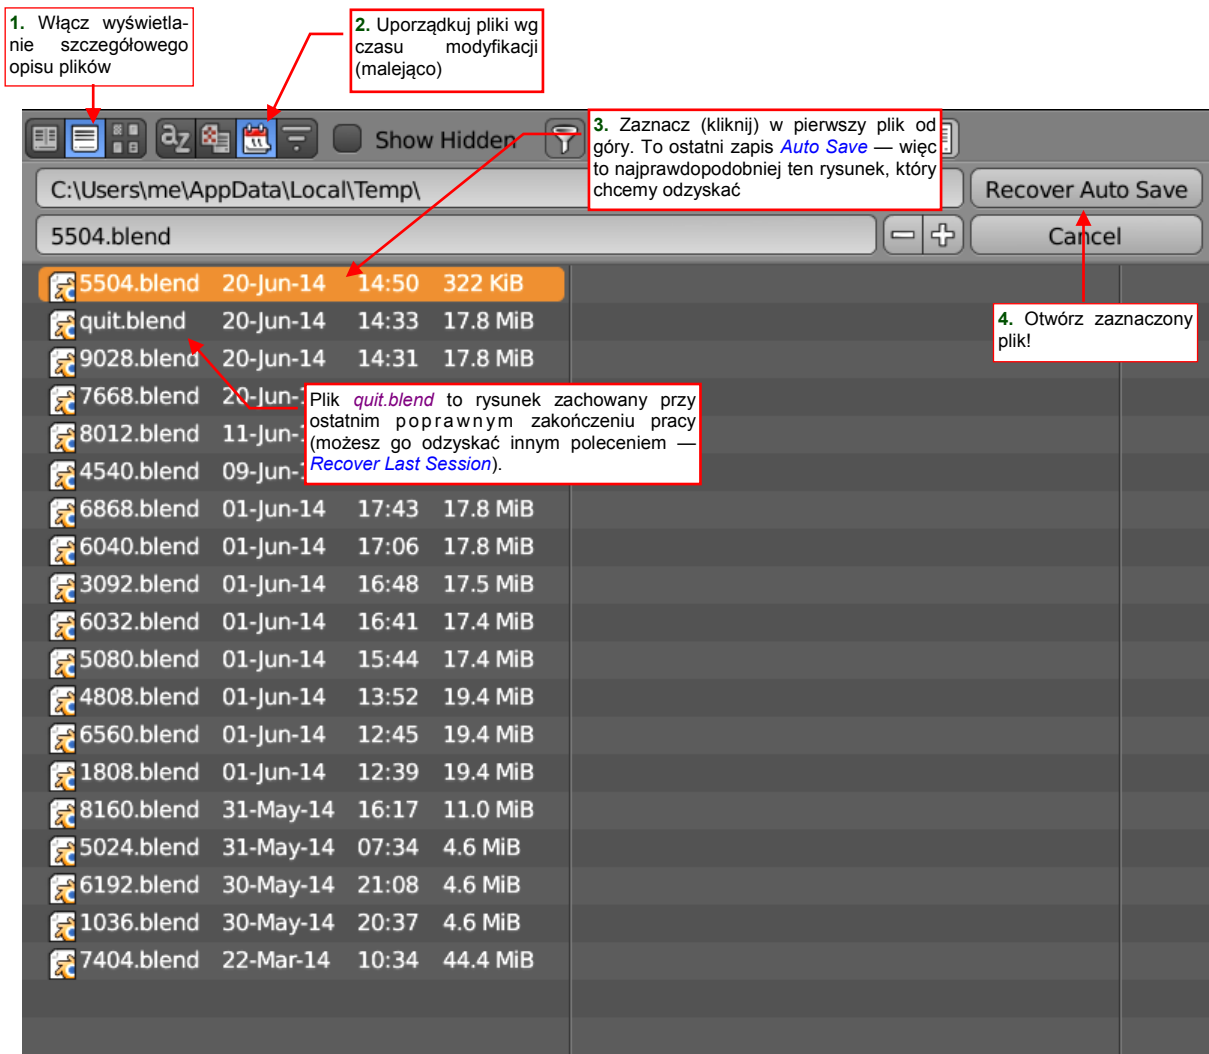 1. Włącz wyświetla-
nie szczegółowego
opisu plików
2. Uporządkuj pliki wg
czasu modyfikacji
(malejąco)
Show Hidden
3. Zaznacz (kliknij) w pierwszy plik od
góry. To ostatni zapis Auto Save — więc
to najprawdopodobniej ten rysunek, który
chcemy odzyskać
C:\Users\me\AppData\Local\Temp\
Recover Auto Save
5504.blend
Cancel
5504.blend 20-Jun-14 14:50 322 KiB
quit.blend 20-Jun-14 14:33 17.8 MiB
4. Otwórz zaznaczony
plik!
9028.blend 20-Jun-14 14:31 17.8 MiB
7668.blend 20-Jun-
Plik quit.blend to rysunek zachowany przy
ostatnim poprawnym zakończeniu pracy
(możesz go odzyskać innym poleceniem —
Recover Last Session).
8012.blend 11-Jun-
4540.blend 09-Jun-
6868.blend 01-Jun-14 17:43 17.8 MiB
6040.blend 01-Jun-14 17:06 17.8 MiB
3092.blend 01-Jun-14 16:48 17.5 MiB
6032.blend 01-Jun-14 16:41 17.4 MiB
5080.blend 01-Jun-14 15:44 17.4 MiB
4808.blend 01-Jun-14 13:52 19.4 MiB
6560.blend 01-Jun-14 12:45 19.4 MiB
1808.blend 01-Jun-14 12:39 19.4 MiB
8160.blend 31-May-14 16:17 11.0 MiB
5024.blend 31-May-14 07:34 4.6 MiB
6192.blend 30-May-14 21:08 4.6 MiB
1036.blend 30-May-14 20:37 4.6 MiB
7404.blend 22-Mar-14 10:34 44.4 MiB